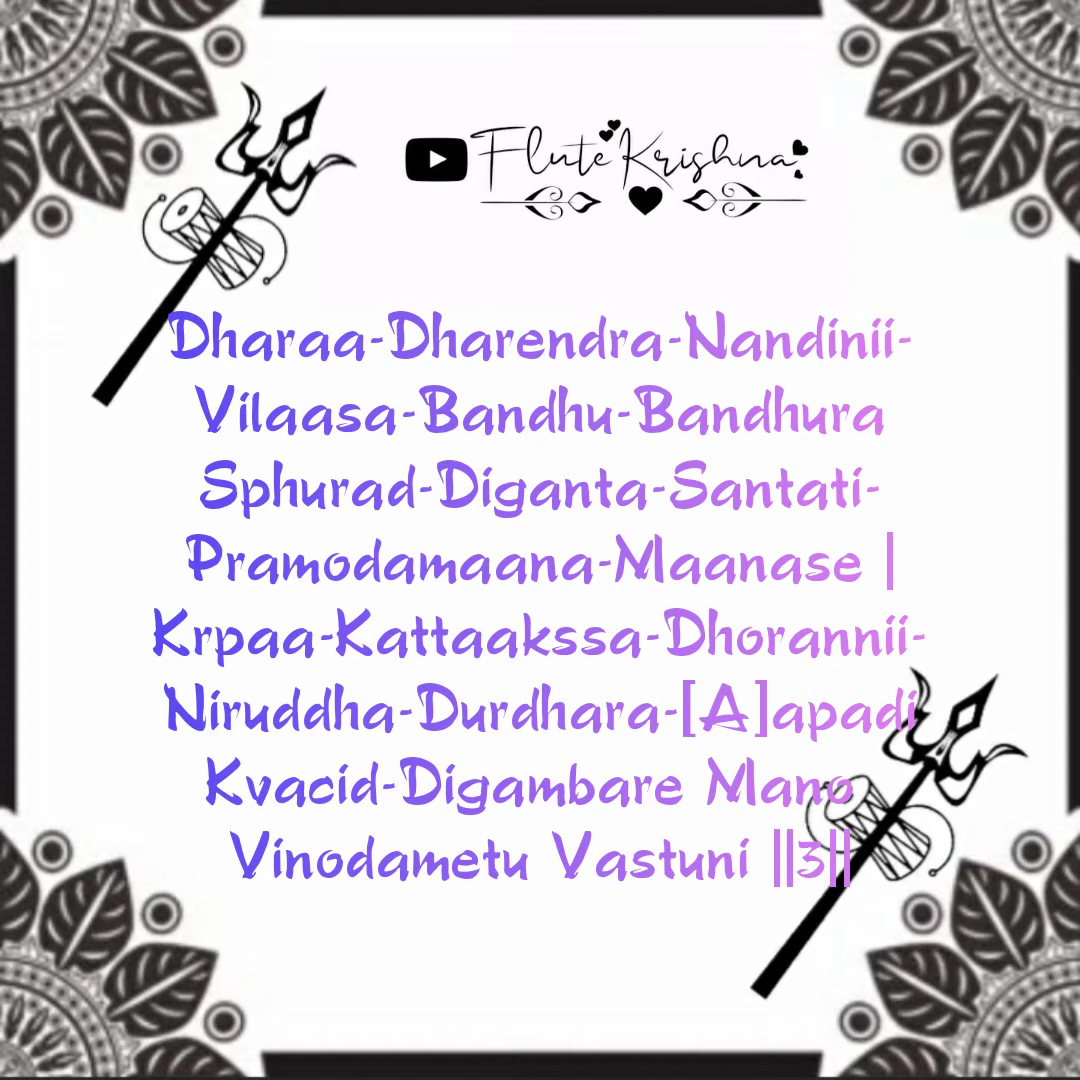 Flute Krishna
Dharaa-Dharendra-Nandinii-
Vilaasa-Bandhu-Bandhura
Sphurad-Diganta-Santati-
Pramodamaana-Maanase |
Krpaa-Kattaakssa-Dhorannii-
Niruddha-Durdhara-[A]apadi
Kvacid-Digambare Mano
Vinodametu Vastuni ||3||